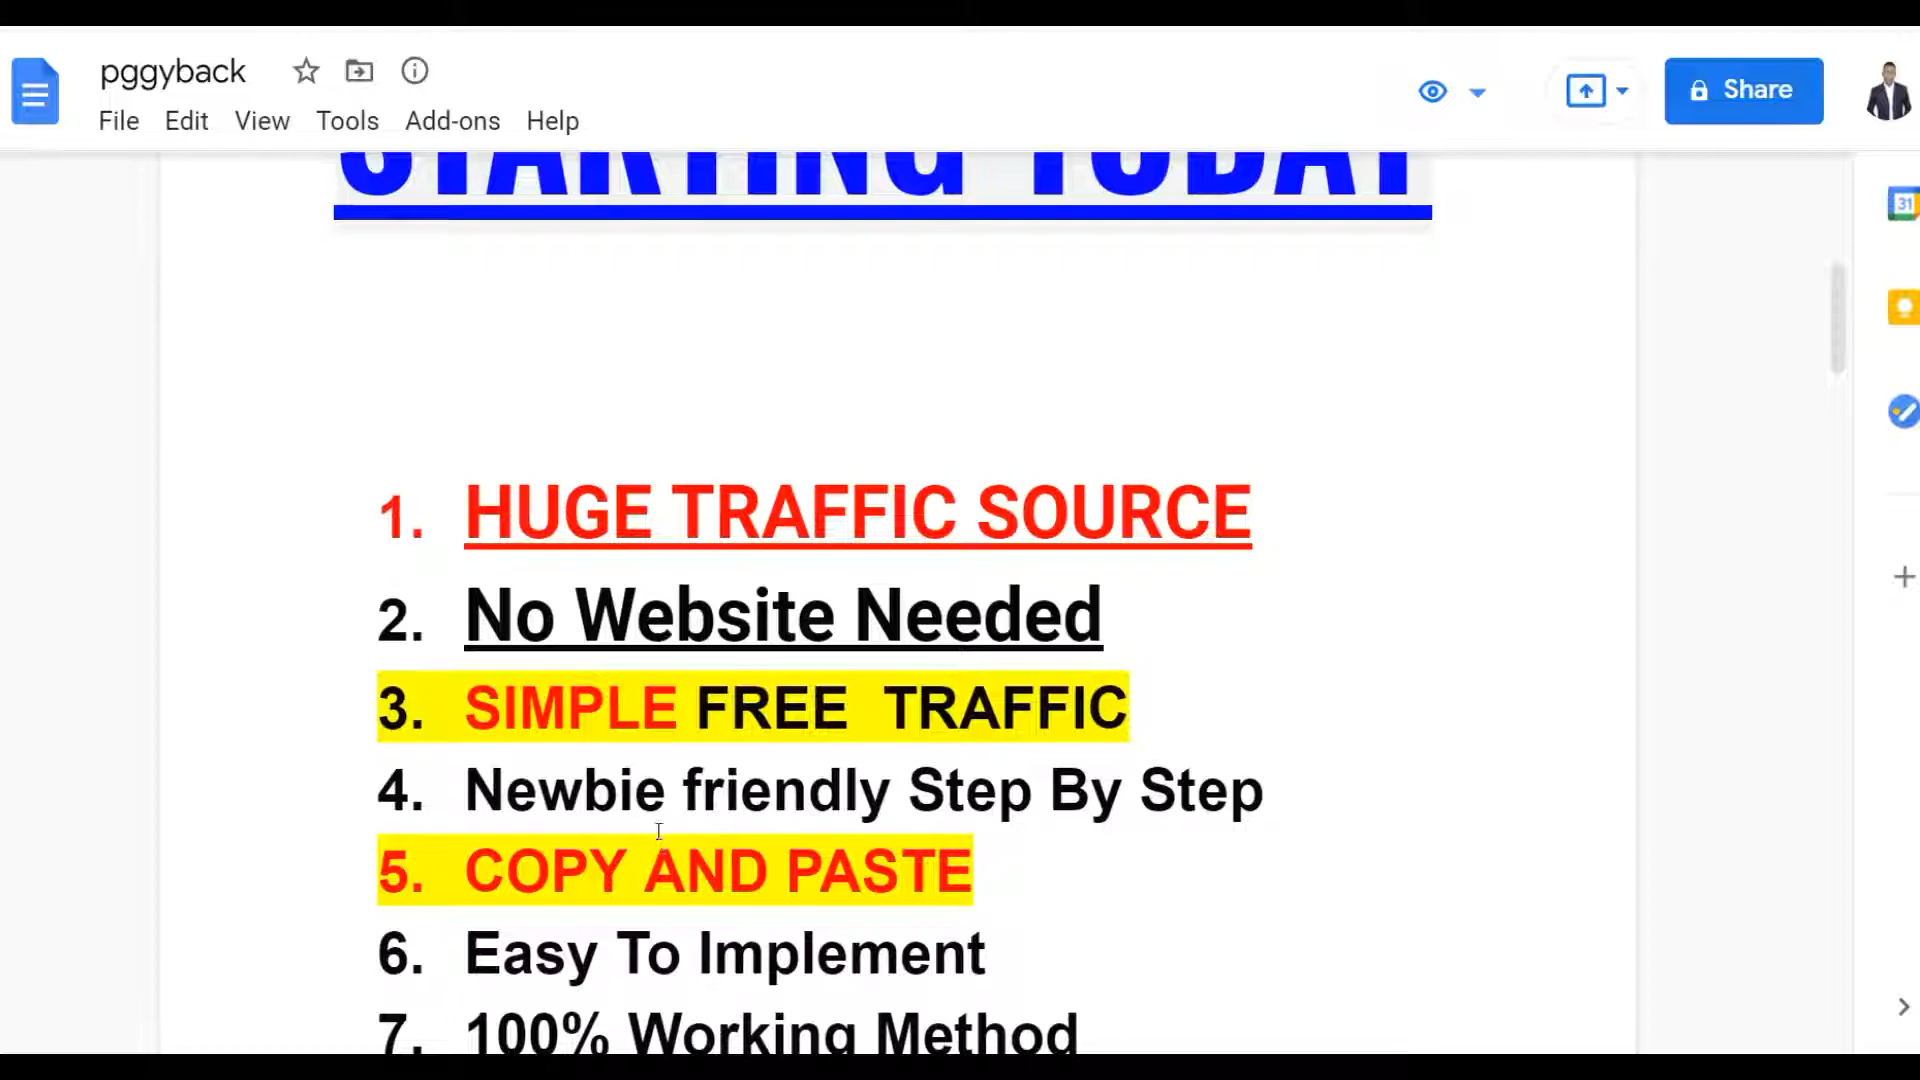 pggyback
File Edit View Tools Add-ons Help
Share
STARTING TODAY
31
1. HUGE TRAFFIC SOURCE
2. No Website Needed
3. SIMPLE FREE TRAFFIC
4. Newbie friendly Step By Step
5. COPY AND PASTE
6. Easy To Implement
7. 100% Working Method